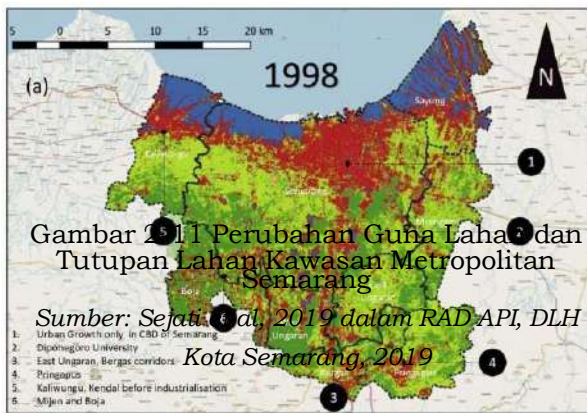 5 0 5 10 15 20 km
1998
(a)
N
Sayung
1
5
2
Gambar 2.11 Perubahan Guna Lahan dan
Tutupan Lahan Kawasan Metropolitan
Semarang
Boja
6
Sumber: Sejati et al, 2019 dalam RAD API, DLH
Kota Semarang, 2019
Ungaran
Pringapus
4
3
1. Urban Growth only in CBD of Semarang
2. Diponegoro University
3. East Ungaran, Bergas corridors
4. Pringapus
5. Kaliwungu, Kendal before industrialisation
6. Mijen and Boja